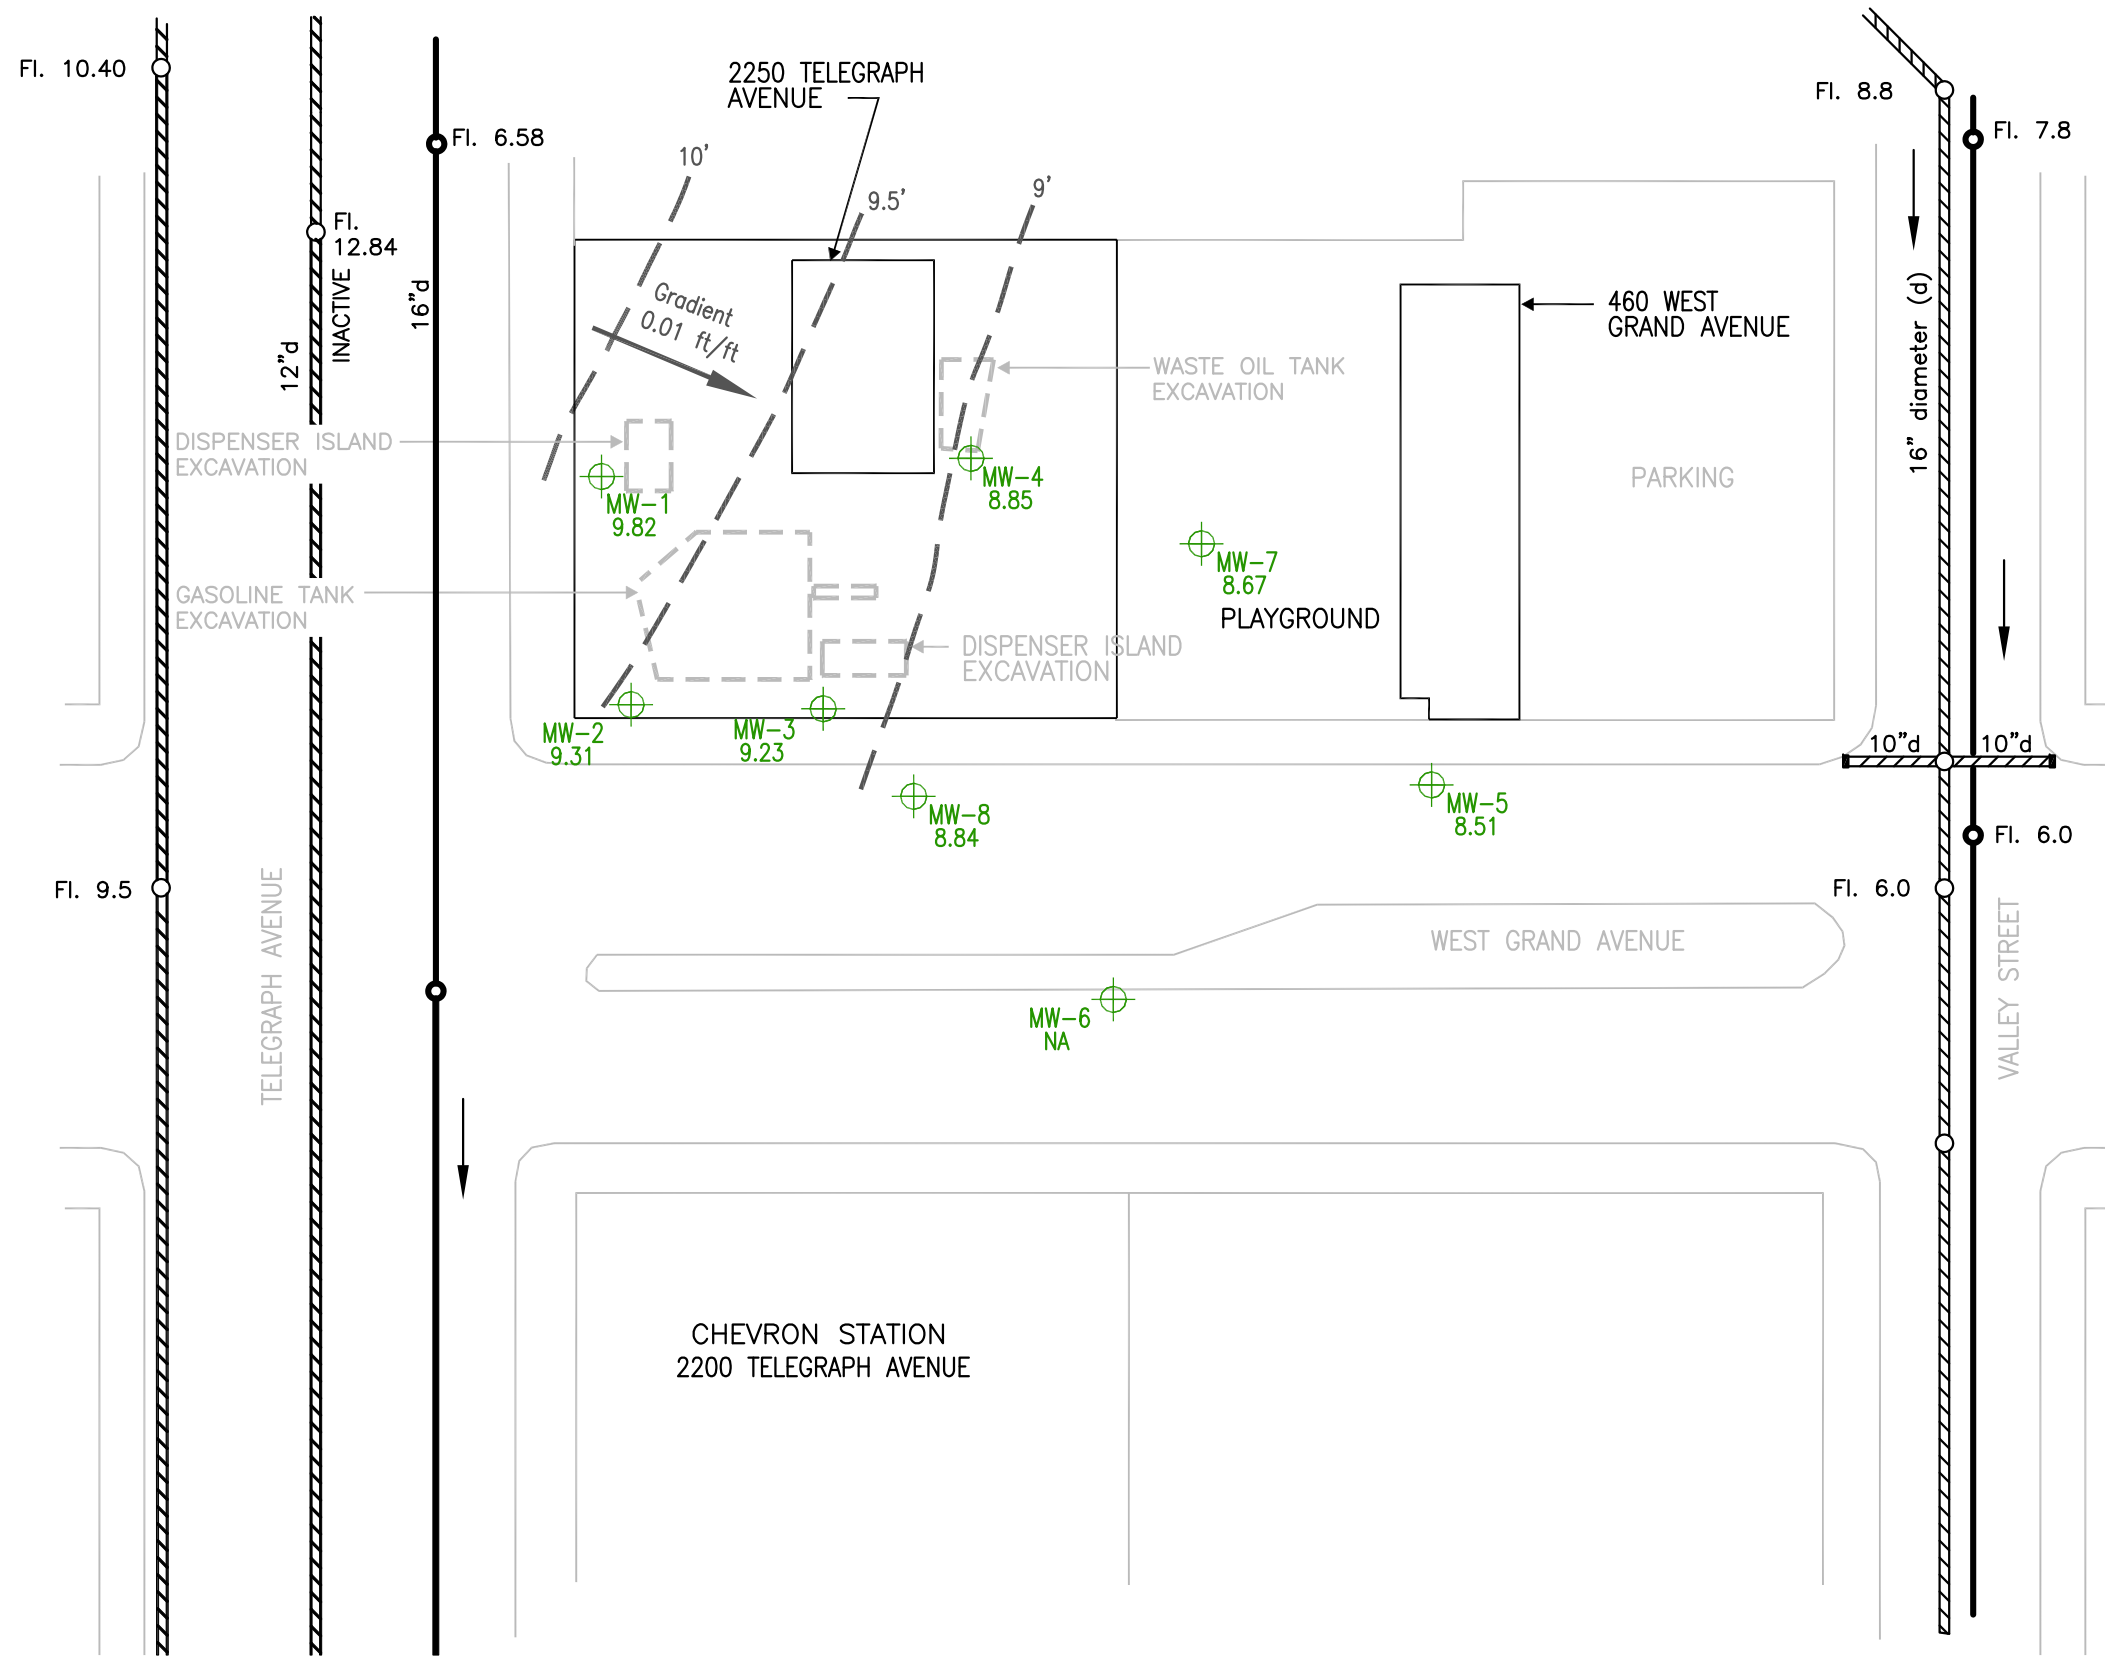 2250 TELEGRAPH
AVENUE
Fl. 10.40
Fl. 8.8
Fl. 7.8
Fl. 6.58
10'
9.5'
9'
Fl.
12.84
INACTIVE
12"d
16"d
Gradient
0.01 ft/ft
460 WEST
GRAND AVENUE
16" diameter (d)
WASTE OIL TANK
EXCAVATION
DISPENSER ISLAND
EXCAVATION
PARKING
MW-1
9.82
MW-4
8.85
MW-7
8.67
GASOLINE TANK
EXCAVATION
PLAYGROUND
DISPENSER ISLAND
EXCAVATION
MW-2
9.31
MW-3
9.23
10"d
10"d
MW-8
8.84
MW-5
8.51
Fl. 6.0
Fl. 9.5
Fl. 6.0
TELEGRAPH AVENUE
WEST GRAND AVENUE
VALLEY STREET
MW-6
NA
CHEVRON STATION
2200 TELEGRAPH AVENUE